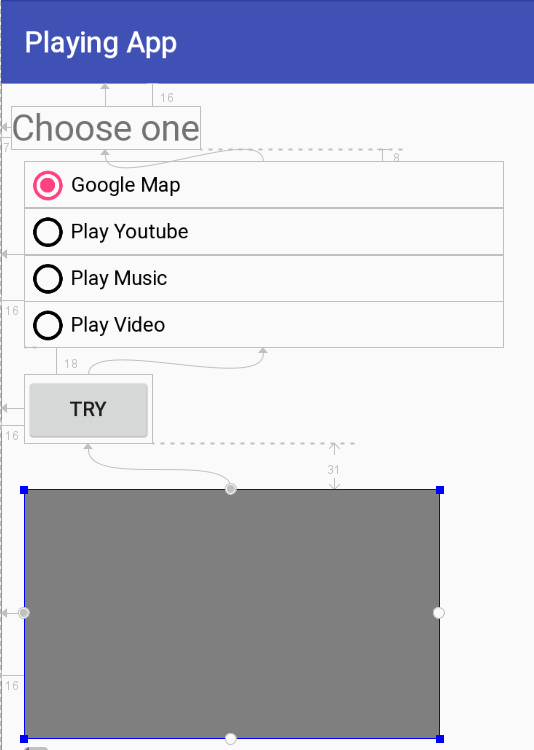 Playing App
16
Choose one
7
8
Google Map
Play Youtube
Play Music
16
Play Video
18
TRY
16
31
16